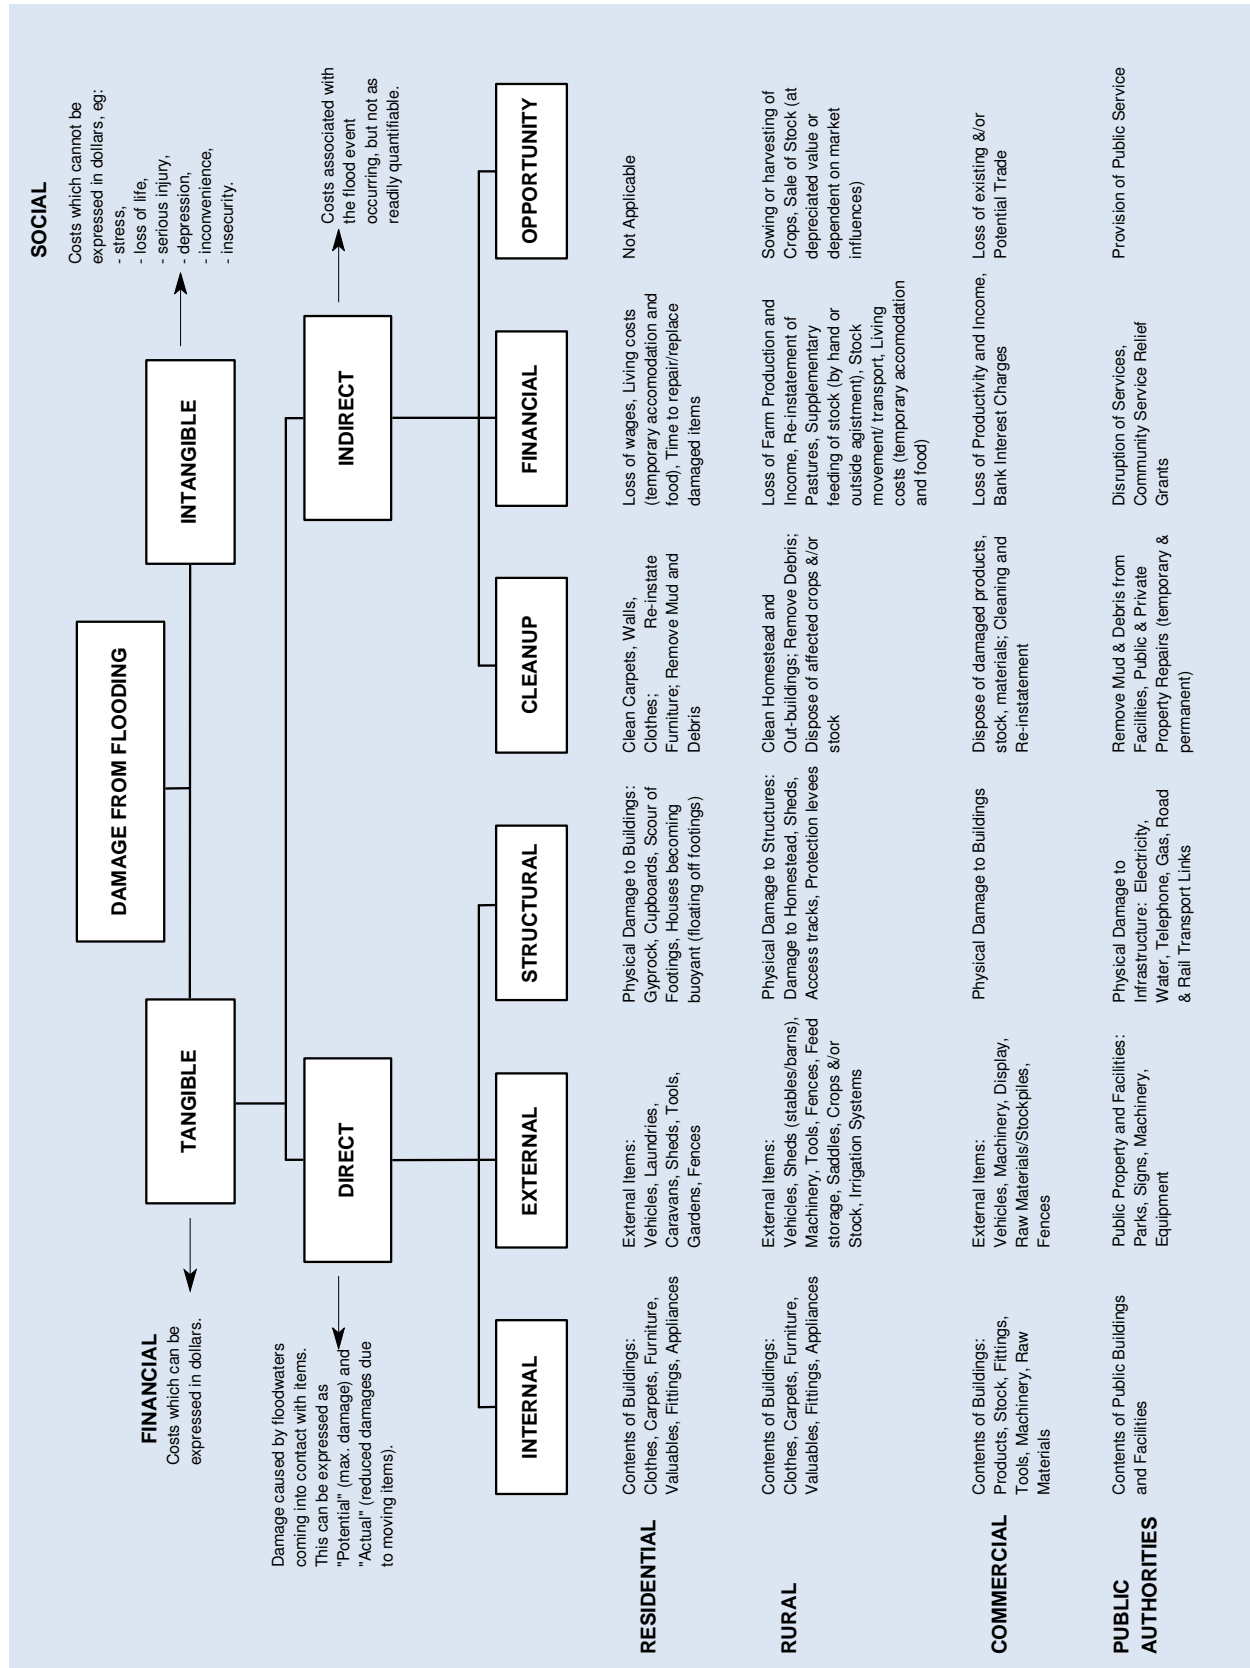 DAMAGE FROM FLOODING
FINANCIAL
Costs which can be
expressed in dollars.
TANGIBLE
INTANGIBLE
SOCIAL
Costs which cannot be
expressed in dollars, eg:
- stress,
- loss of life,
- serious injury,
- depression,
- inconvenience,
- insecurity.
Damage caused by floodwaters
coming into contact with items.
This can be expressed as
"Potential" (max. damage) and
"Actual" (reduced damages due
to moving items).
DIRECT
INDIRECT
Costs associated with
the flood event
occurring, but not as
readily quantifiable.
INTERNAL
EXTERNAL
STRUCTURAL
CLEANUP
FINANCIAL
OPPORTUNITY
RESIDENTIAL
Contents of Buildings:
Clothes, Carpets, Furniture,
Valuables, Fittings, Appliances
External Items:
Vehicles, Laundries,
Caravans, Sheds, Tools,
Gardens, Fences
Physical Damage to Buildings:
Gyprock, Cupboards, Scour of
Footings, Houses becoming
buoyant (floating off footings)
Clean Carpets, Walls,
Clothes; Re-instate
Furniture; Remove Mud and
Debris
Loss of wages, Living costs
(temporary accomodation and
food), Time to repair/replace
damaged items
Not Applicable
RURAL
Contents of Buildings:
Clothes, Carpets, Furniture,
Valuables, Fittings, Appliances
External Items:
Vehicles, Sheds (stables/barns),
Machinery, Tools, Fences, Feed
storage, Saddles, Crops &/or
Stock, Irrigation Systems
Physical Damage to Structures:
Damage to Homestead, Sheds,
Access tracks, Protection levees
Clean Homestead and
Out-buildings; Remove Debris;
Dispose of affected crops &/or
stock
Loss of Farm Production and
Income, Re-instatement of
Pastures, Supplementary
feeding of stock (by hand or
outside agistment), Stock
movement/ transport, Living
costs (temporary accomodation
and food)
Sowing or harvesting of
Crops, Sale of Stock (at
depreciated value or
dependent on market
influences)
COMMERCIAL
Contents of Buildings:
Products, Stock, Fittings,
Tools, Machinery, Raw
Materials
External Items:
Vehicles, Machinery, Display,
Raw Materials/Stockpiles,
Fences
Physical Damage to Buildings
Dispose of damaged products,
stock, materials; Cleaning and
Re-instatement
Loss of Productivity and Income,
Bank Interest Charges
Loss of existing &/or
Potential Trade
PUBLIC
AUTHORITIES
Contents of Public Buildings
and Facilities
Public Property and Facilities:
Parks, Signs, Machinery,
Equipment
Physical Damage to
Infrastructure: Electricity,
Water, Telephone, Gas, Road
& Rail Transport Links
Remove Mud & Debris from
Facilities, Public & Private
Property Repairs (temporary &
permanent)
Disruption of Services,
Community Service Relief
Grants
Provision of Public Service